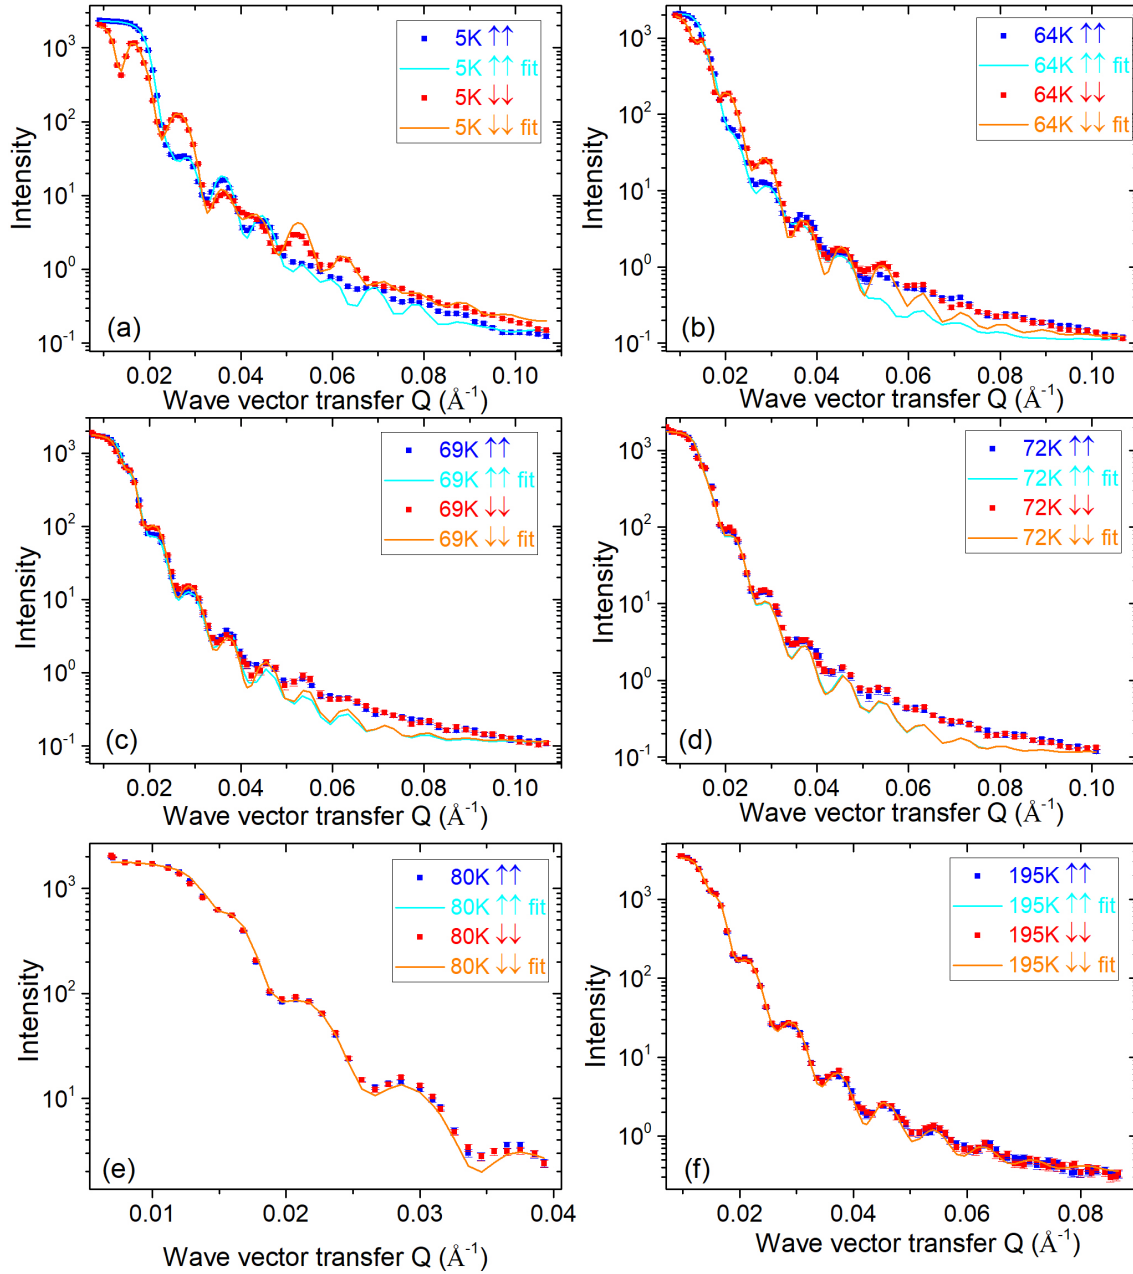 5K ↑↑
5K ↑↑ fit
5K ↓↓
5K ↓↓ fit
Intensity
10³
10²
10¹
10⁰
10⁻¹
(a)
0.02 0.04 0.06 0.08 0.10
Wave vector transfer Q (Å⁻¹)
64K ↑↑
64K ↑↑ fit
64K ↓↓
64K ↓↓ fit
Intensity
10³
10²
10¹
10⁰
10⁻¹
(b)
0.02 0.04 0.06 0.08 0.10
Wave vector transfer Q (Å⁻¹)
69K ↑↑
69K ↑↑ fit
69K ↓↓
69K ↓↓ fit
Intensity
10³
10²
10¹
10⁰
10⁻¹
(c)
0.02 0.04 0.06 0.08 0.10
Wave vector transfer Q (Å⁻¹)
72K ↑↑
72K ↑↑ fit
72K ↓↓
72K ↓↓ fit
Intensity
10³
10²
10¹
10⁰
10⁻¹
(d)
0.02 0.04 0.06 0.08 0.10
Wave vector transfer Q (Å⁻¹)
80K ↑↑
80K ↑↑ fit
80K ↓↓
80K ↓↓ fit
Intensity
10³
10²
10¹
(e)
0.01 0.02 0.03 0.04
Wave vector transfer Q (Å⁻¹)
195K ↑↑
195K ↑↑ fit
195K ↓↓
195K ↓↓ fit
Intensity
10³
10²
10¹
10⁰
(f)
0.02 0.04 0.06 0.08
Wave vector transfer Q (Å⁻¹)